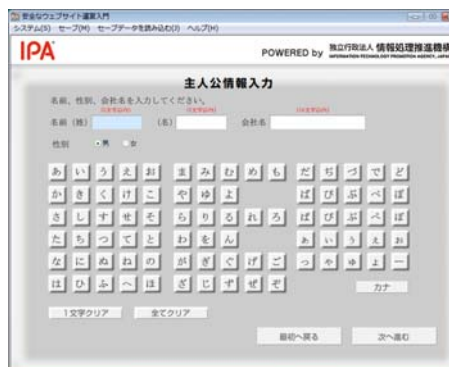 安全なウェブサイト運営入門
システム(S) セーブ(M) セーブデータを読み込む(J) ヘルプ(H)
IPA POWERED by 独立行政法人 情報処理推進機構
INFORMATION-TECHNOLOGY PROMOTION AGENCY, JAPAN
主人公情報入力
名前、性別、会社名を入力してください。
名前(姓) (名) 会社名
性別 男 女
あ い う え お ま み む め も だ ぢ づ で ど
か き く け こ や ゆ よ ば び ぶ べ ぼ
さ し す せ そ ら り る れ ろ ぱ ぴ ぷ ぺ ぽ
た ち つ て と わ を ん ぁ ぃ ぅ ぇ ぉ
な に ぬ ね の が ぎ ぐ げ ご っ ゃ ゅ ょ ー
は ひ ふ へ ほ ざ じ ず ぜ ぞ カナ
1文字クリア 全てクリア
最初へ戻る 次へ進む